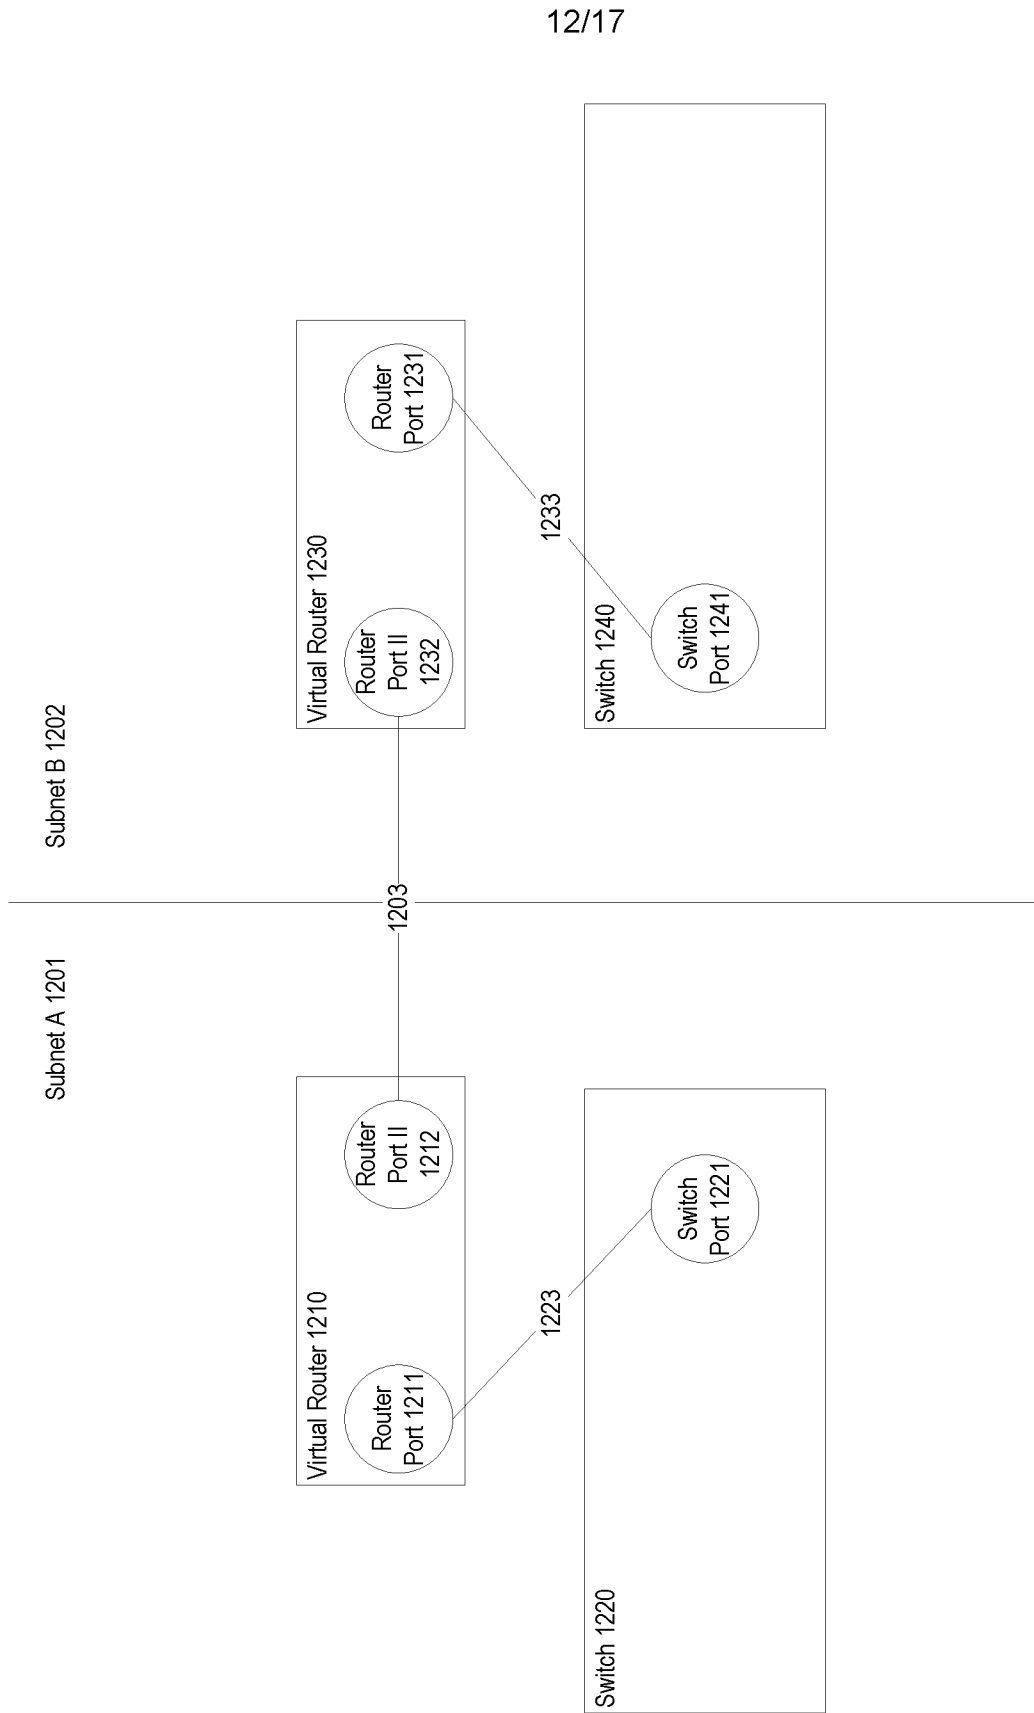 12/17
Subnet A 1201
Subnet B 1202
Virtual Router 1210
Router
Port 1211
Router
Port II
1212
1203
Virtual Router 1230
Router
Port II
1232
Router
Port 1231
1223
1233
Switch 1220
Switch
Port 1221
Switch 1240
Switch
Port 1241